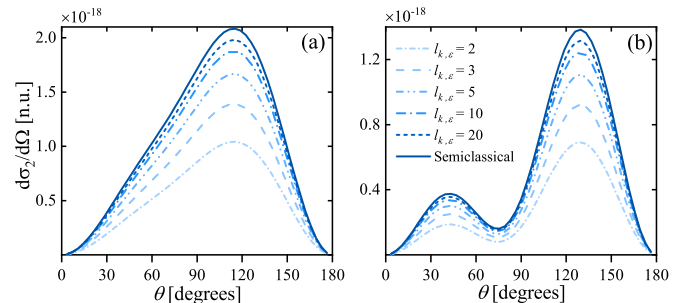 ×10⁻¹⁸
(a)
dσ₂/dΩ [n.u.]
2.0
1.5
1.0
0.5
0 30 60 90 120 150 180
θ [degrees]
×10⁻¹⁸
(b)
1.2
0.8
0.4
l_{k,ε} = 2
l_{k,ε} = 3
l_{k,ε} = 5
l_{k,ε} = 10
l_{k,ε} = 20
Semiclassical
0 30 60 90 120 150 180
θ [degrees]